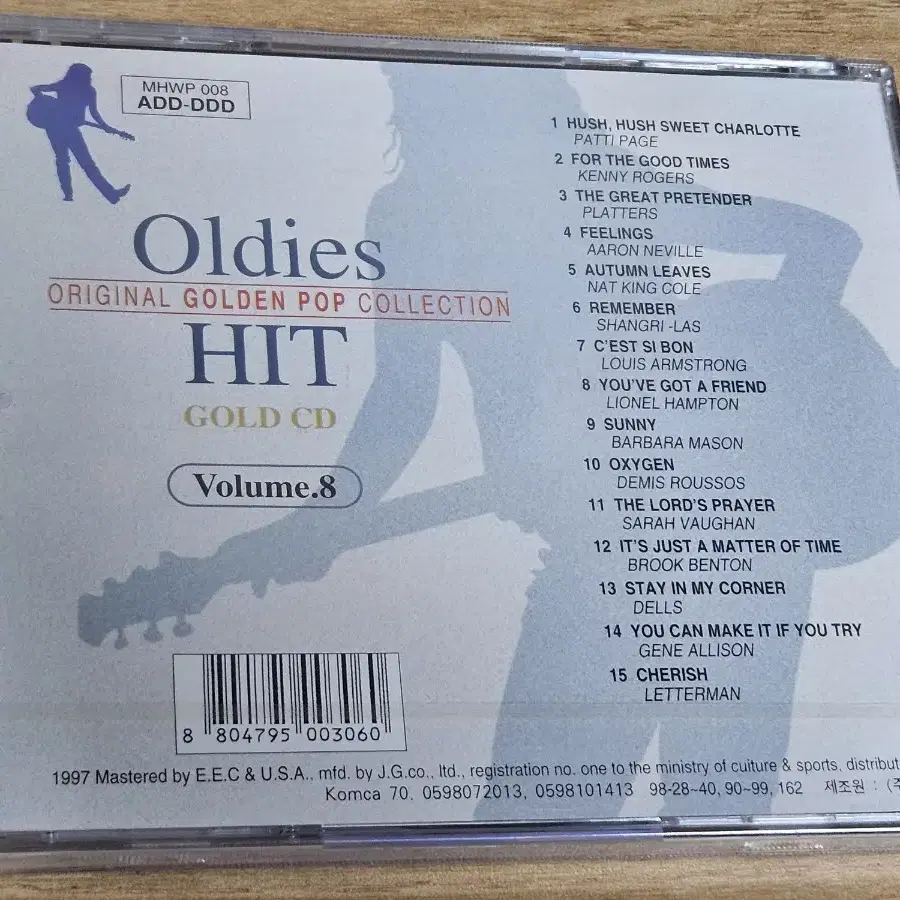 MHWP 008
ADD-DDD
Oldies
ORIGINAL GOLDEN POP COLLECTION
HIT
GOLD CD
Volume.8
1 HUSH, HUSH SWEET CHARLOTTE
PATTI PAGE
2 FOR THE GOOD TIMES
KENNY ROGERS
3 THE GREAT PRETENDER
PLATTERS
4 FEELINGS
AARON NEVILLE
5 AUTUMN LEAVES
NAT KING COLE
6 REMEMBER
SHANGRI -LAS
7 C'EST SI BON
LOUIS ARMSTRONG
8 YOU'VE GOT A FRIEND
LIONEL HAMPTON
9 SUNNY
BARBARA MASON
10 OXYGEN
DEMIS ROUSSOS
11 THE LORD'S PRAYER
SARAH VAUGHAN
12 IT'S JUST A MATTER OF TIME
BROOK BENTON
13 STAY IN MY CORNER
DELLS
14 YOU CAN MAKE IT IF YOU TRY
GENE ALLISON
15 CHERISH
LETTERMAN
8 804795 003060
1997 Mastered by E.E.C & U.S.A., mfd. by J.G.co., ltd., registration no. one to the ministry of culture & sports, distribut
Komca 70, 0598072013, 0598101413 98-28~40, 90~99, 162 제조원 : (주